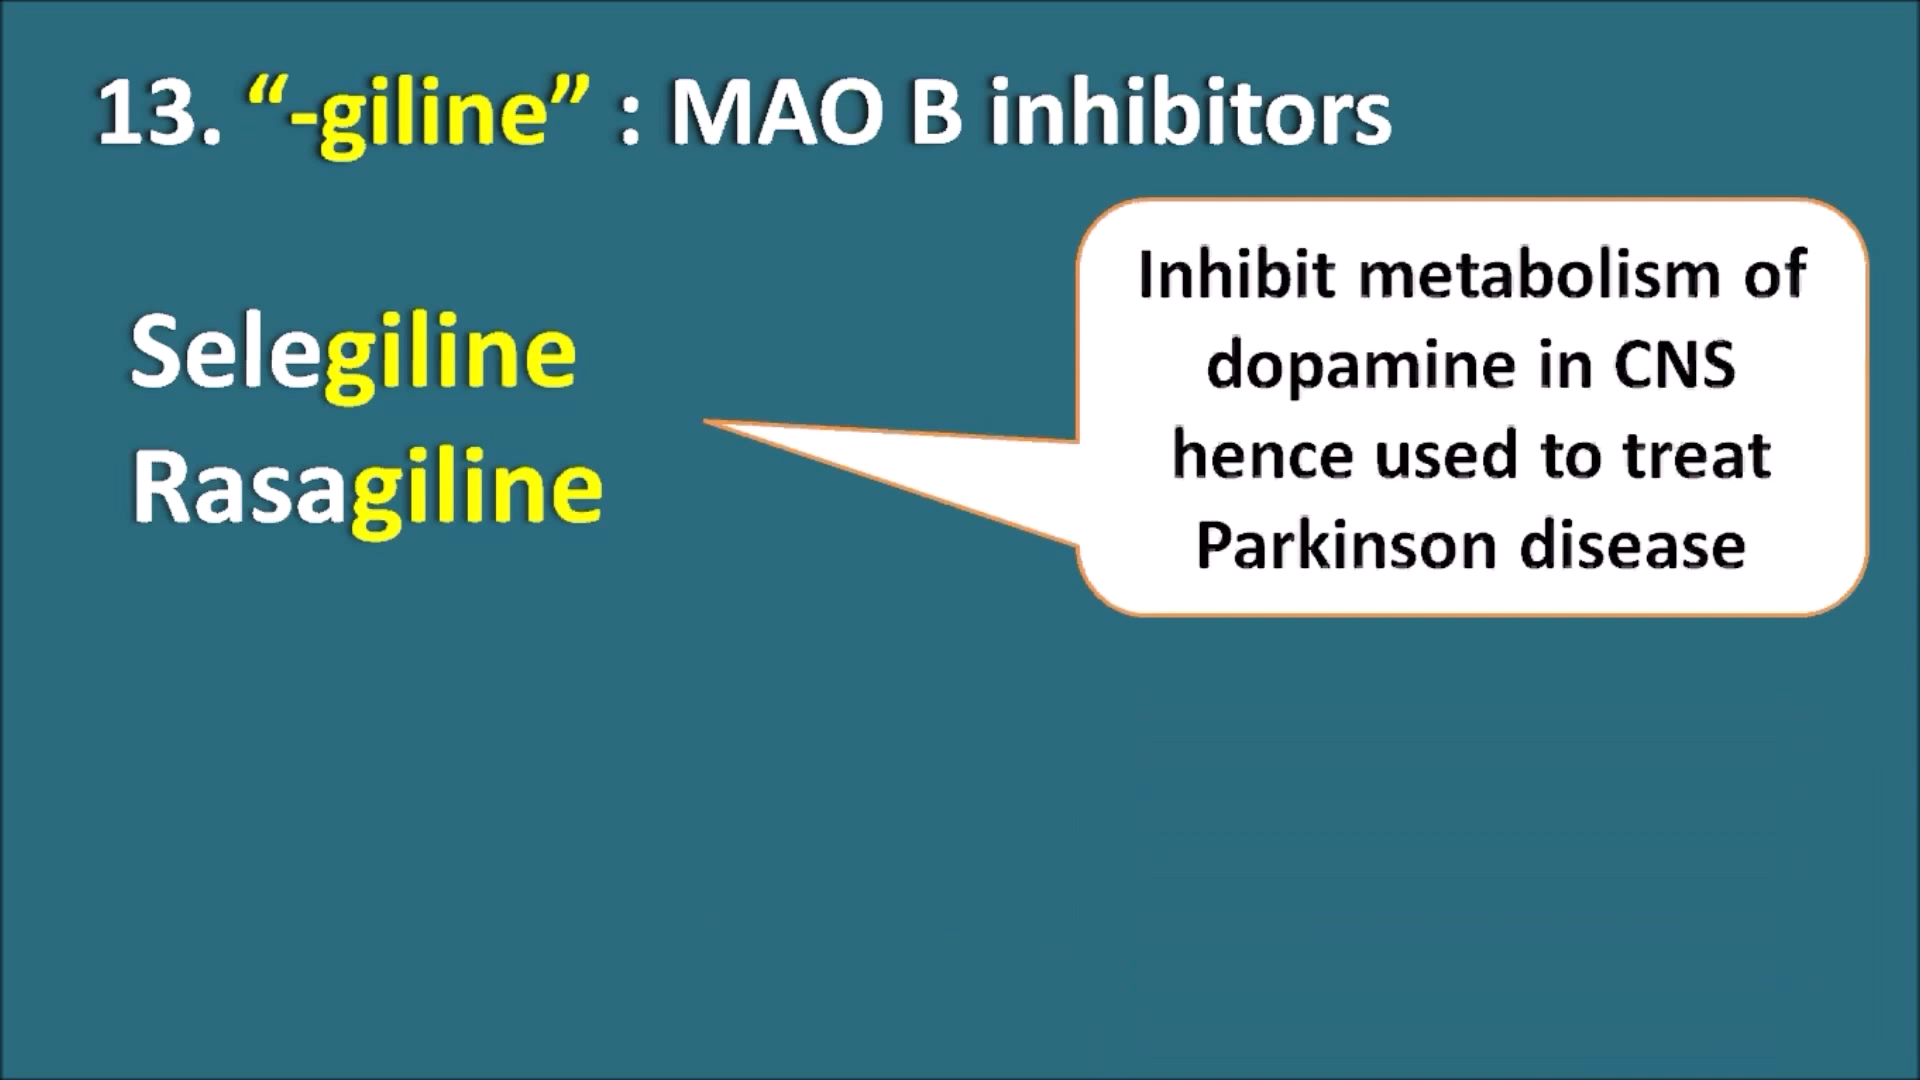 13. “-giline” : MAO B inhibitors
Selegiline
Rasagiline
Inhibit metabolism of
dopamine in CNS
hence used to treat
Parkinson disease